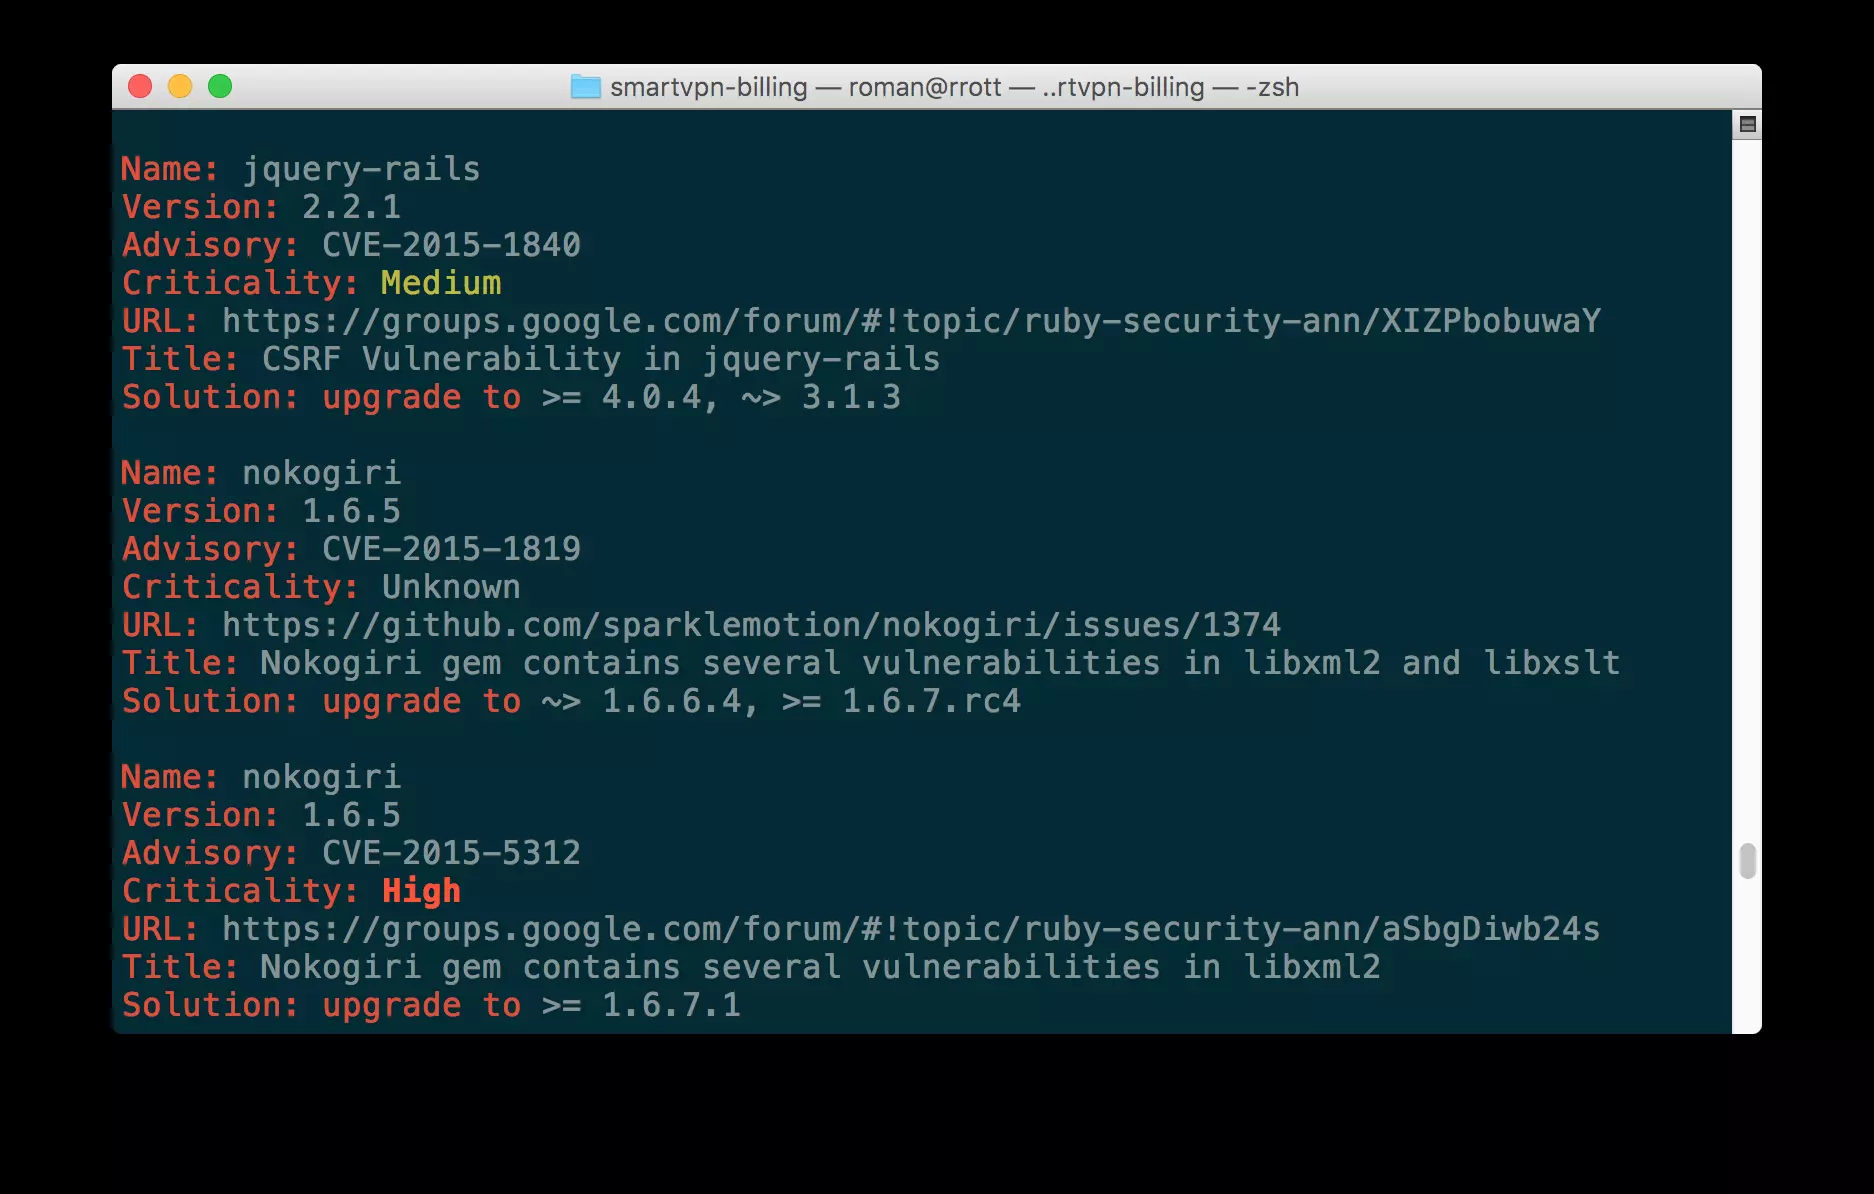 smartvpn-billing — roman@rrott — ..rtvpn-billing — -zsh
Name: jquery-rails
Version: 2.2.1
Advisory: CVE-2015-1840
Criticality: Medium
URL: https://groups.google.com/forum/#!topic/ruby-security-ann/XIZPbobuwaY
Title: CSRF Vulnerability in jquery-rails
Solution: upgrade to >= 4.0.4, ~> 3.1.3
Name: nokogiri
Version: 1.6.5
Advisory: CVE-2015-1819
Criticality: Unknown
URL: https://github.com/sparklemotion/nokogiri/issues/1374
Title: Nokogiri gem contains several vulnerabilities in libxml2 and libxslt
Solution: upgrade to ~> 1.6.6.4, >= 1.6.7.rc4
Name: nokogiri
Version: 1.6.5
Advisory: CVE-2015-5312
Criticality: High
URL: https://groups.google.com/forum/#!topic/ruby-security-ann/aSbgDiwb24s
Title: Nokogiri gem contains several vulnerabilities in libxml2
Solution: upgrade to >= 1.6.7.1